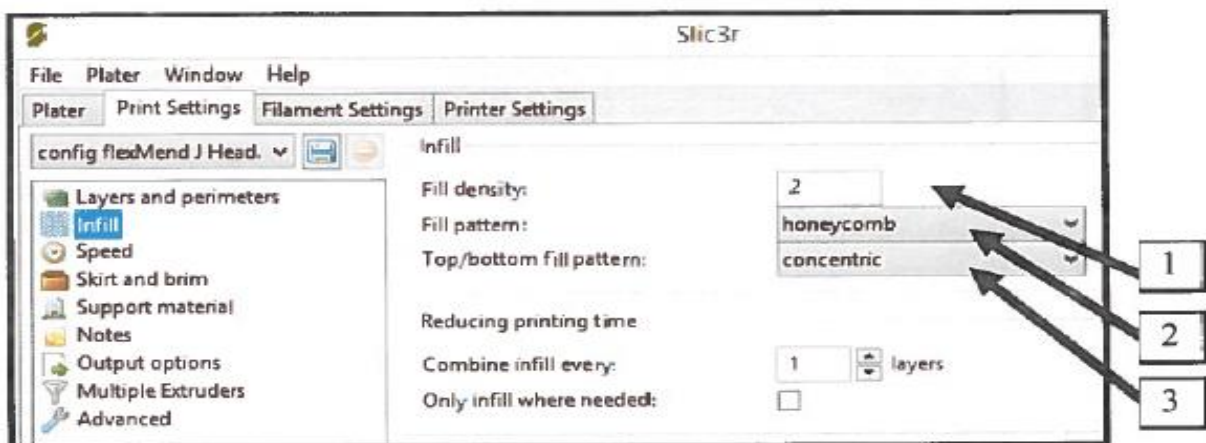 Slic3r
File Plater Window Help
Plater Print Settings Filament Settings Printer Settings
config flexMend J Head.
Infill
Layers and perimeters
Infill
Speed
Skirt and brim
Support material
Notes
Output options
Multiple Extruders
Advanced
Fill density: 2
Fill pattern: honeycomb
Top/bottom fill pattern: concentric
Reducing printing time
Combine infill every: 1 layers
Only infill where needed:
1
2
3